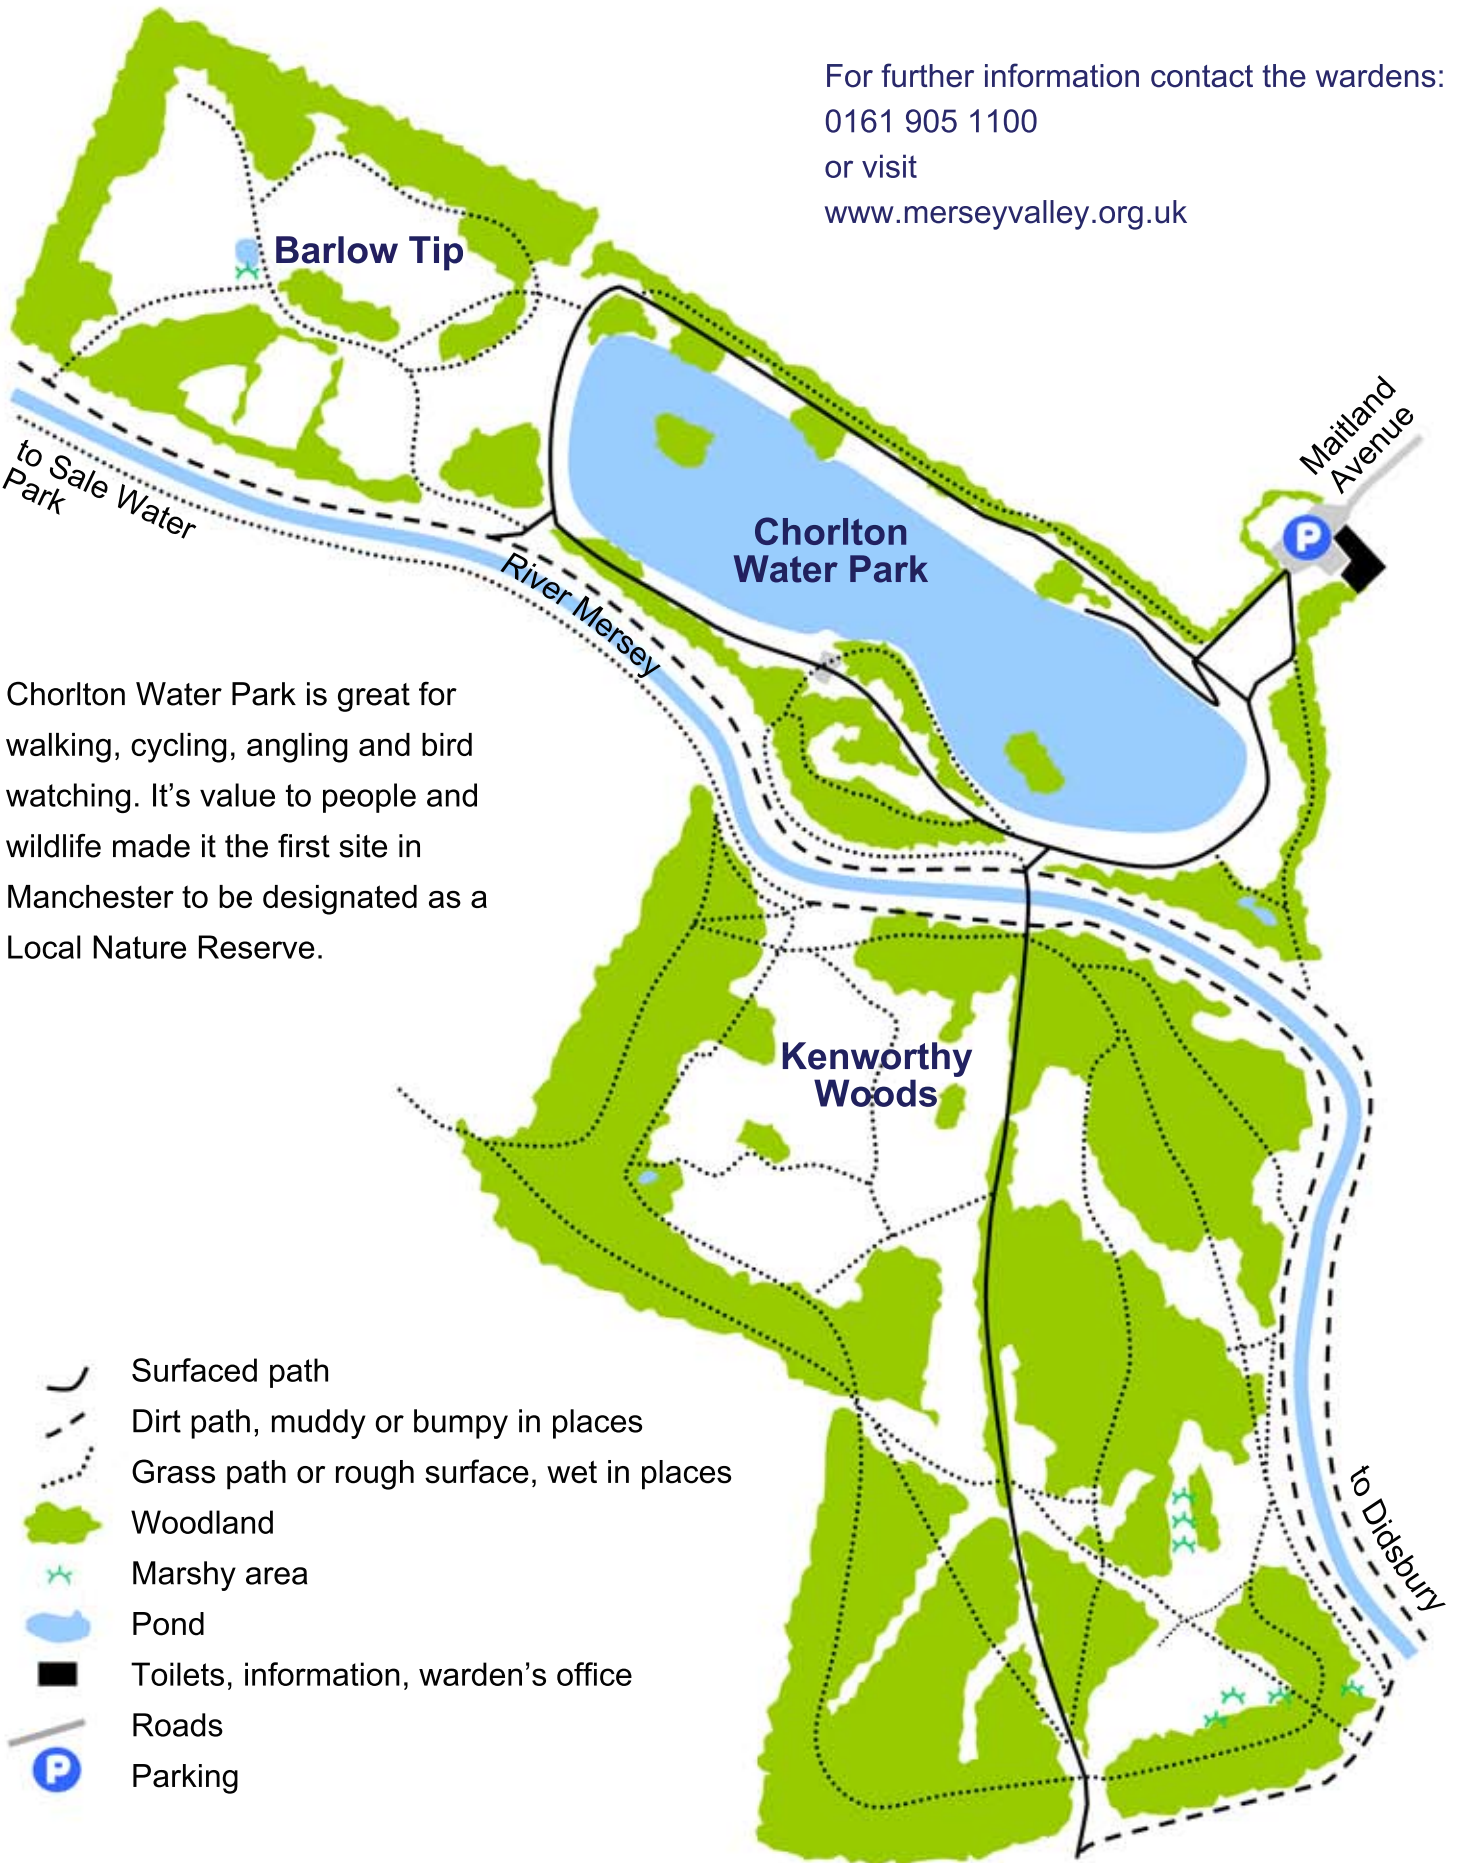 For further information contact the wardens:
0161 905 1100
or visit
www.merseyvalley.org.uk
Barlow Tip
Maitland
Avenue
to Sale Water
Park
Chorlton
Water Park
P
River Mersey
Chorlton Water Park is great for
walking, cycling, angling and bird
watching. It’s value to people and
wildlife made it the first site in
Manchester to be designated as a
Local Nature Reserve.
Kenworthy
Woods
to Didsbury
Surfaced path
Dirt path, muddy or bumpy in places
Grass path or rough surface, wet in places
Woodland
Marshy area
Pond
Toilets, information, warden’s office
Roads
P
Parking